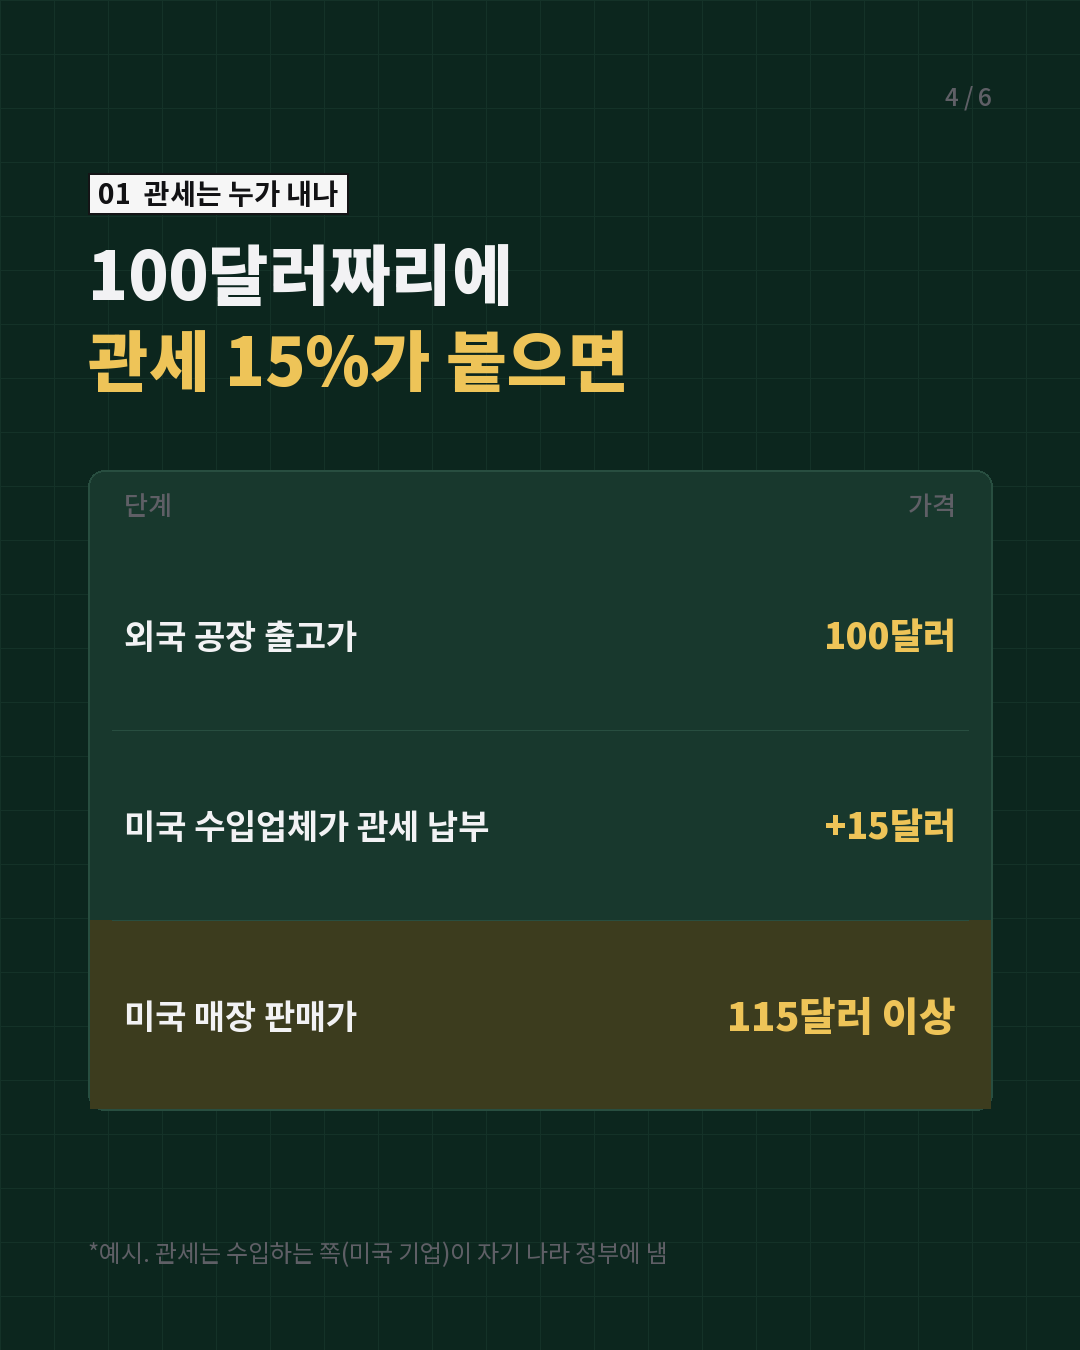 4 / 6
01 관세는 누가 내나
100달러짜리에
관세 15%가 붙으면
단계 가격
외국 공장 출고가 100달러
미국 수입업체가 관세 납부 +15달러
미국 매장 판매가 115달러 이상
*예시. 관세는 수입하는 쪽(미국 기업)이 자기 나라 정부에 냄